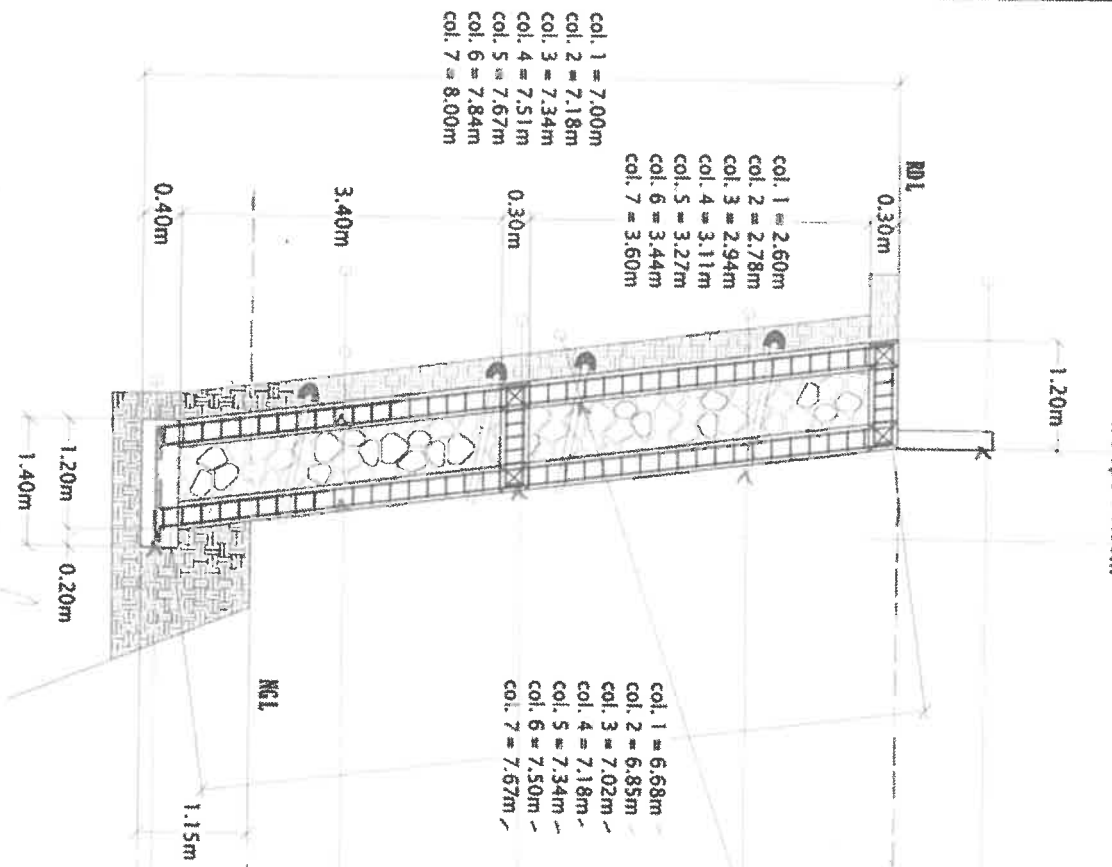 col. 1 = 7.00m
col. 2 = 7.18m
col. 3 = 7.34m
col. 4 = 7.51m
col. 5 = 7.67m
col. 6 = 7.84m
col. 7 = 8.00m
col. 1 = 2.60m
col. 2 = 2.78m
col. 3 = 2.94m
col. 4 = 3.11m
col. 5 = 3.27m
col. 6 = 3.44m
col. 7 = 3.60m
RDL
0.30m
0.30m
3.40m
0.40m
1.20m
1.20m
0.20m
1.40m
NGL
1.15m
col. 1 = 6.68m
col. 2 = 6.85m
col. 3 = 7.02m
col. 4 = 7.18m
col. 5 = 7.34m
col. 6 = 7.50m
col. 7 = 7.67m